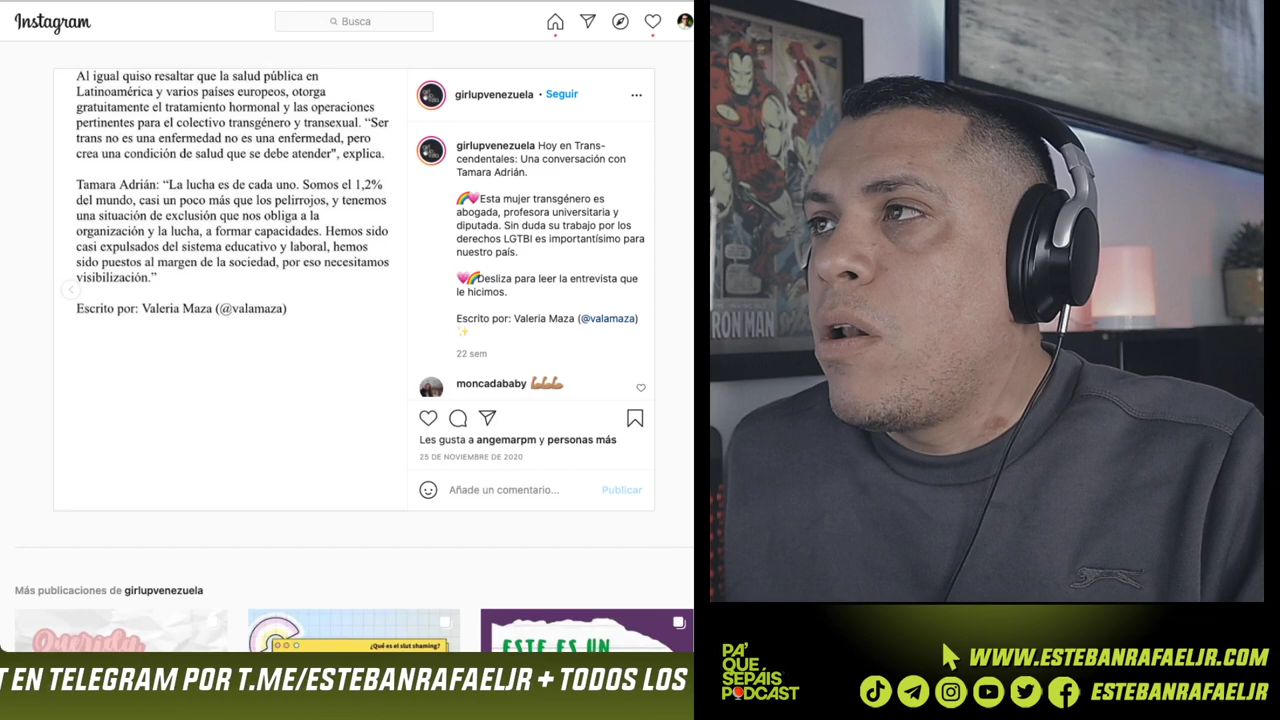 Instagram
Busca
Al igual quiso resaltar que la salud pública en
Latinoamérica y varios países europeos, otorga
gratuitamente el tratamiento hormonal y las operaciones
pertinentes para el colectivo transgénero y transexual. “Ser
trans no es una enfermedad no es una enfermedad, pero
crea una condición de salud que se debe atender", explica.
Tamara Adrián: “La lucha es de cada uno. Somos el 1,2%
del mundo, casi un poco más que los pelirrojos, y tenemos
una situación de exclusión que nos obliga a la
organización y la lucha, a formar capacidades. Hemos sido
casi expulsados del sistema educativo y laboral, hemos
sido puestos al margen de la sociedad, por eso necesitamos
visibilización.”
Escrito por: Valeria Maza (@valamaza)
girlupvenezuela • Seguir
girlupvenezuela Hoy en Trans-
cendentales: Una conversación con
Tamara Adrián.
🌈💗Esta mujer transgénero es
abogada, profesora universitaria y
diputada. Sin duda su trabajo por los
derechos LGTBI es importantísimo para
nuestro país.
💗🌈Desliza para leer la entrevista que
le hicimos.
Escrito por: Valeria Maza (@valamaza)
✨
22 sem
moncadababy 💪🏽💪🏽💪🏽
Les gusta a angemarpm y personas más
25 DE NOVIEMBRE DE 2020
Añade un comentario... Publicar
Más publicaciones de girlupvenezuela
Querida
¿Qué es el slut shaming?
ESTE ES UN
IRON MAN
T EN TELEGRAM POR T.ME/ESTEBANRAFAELJR + TODOS LOS
PA'
QUE
SEPÁIS
PODCAST
WWW.ESTEBANRAFAELJR.COM
ESTEBANRAFAELJR